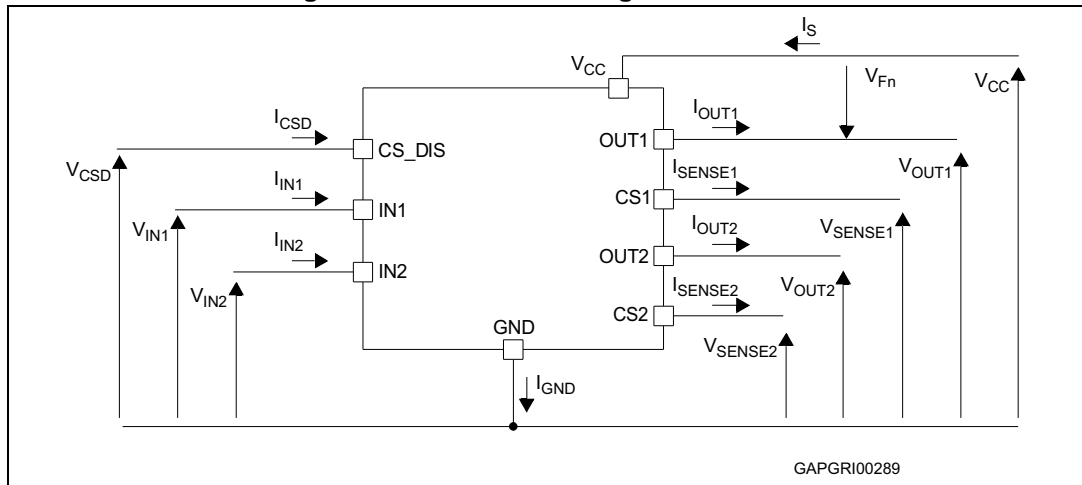 I_S
V_CC
V_Fn
V_CC
I_CSD
I_OUT1
CS_DIS
OUT1
V_CSD
I_IN1
I_SENSE1
V_OUT1
IN1
CS1
V_IN1
I_IN2
I_OUT2
V_SENSE1
IN2
OUT2
V_IN2
I_SENSE2
V_OUT2
CS2
GND
V_SENSE2
I_GND
GAPGRI00289